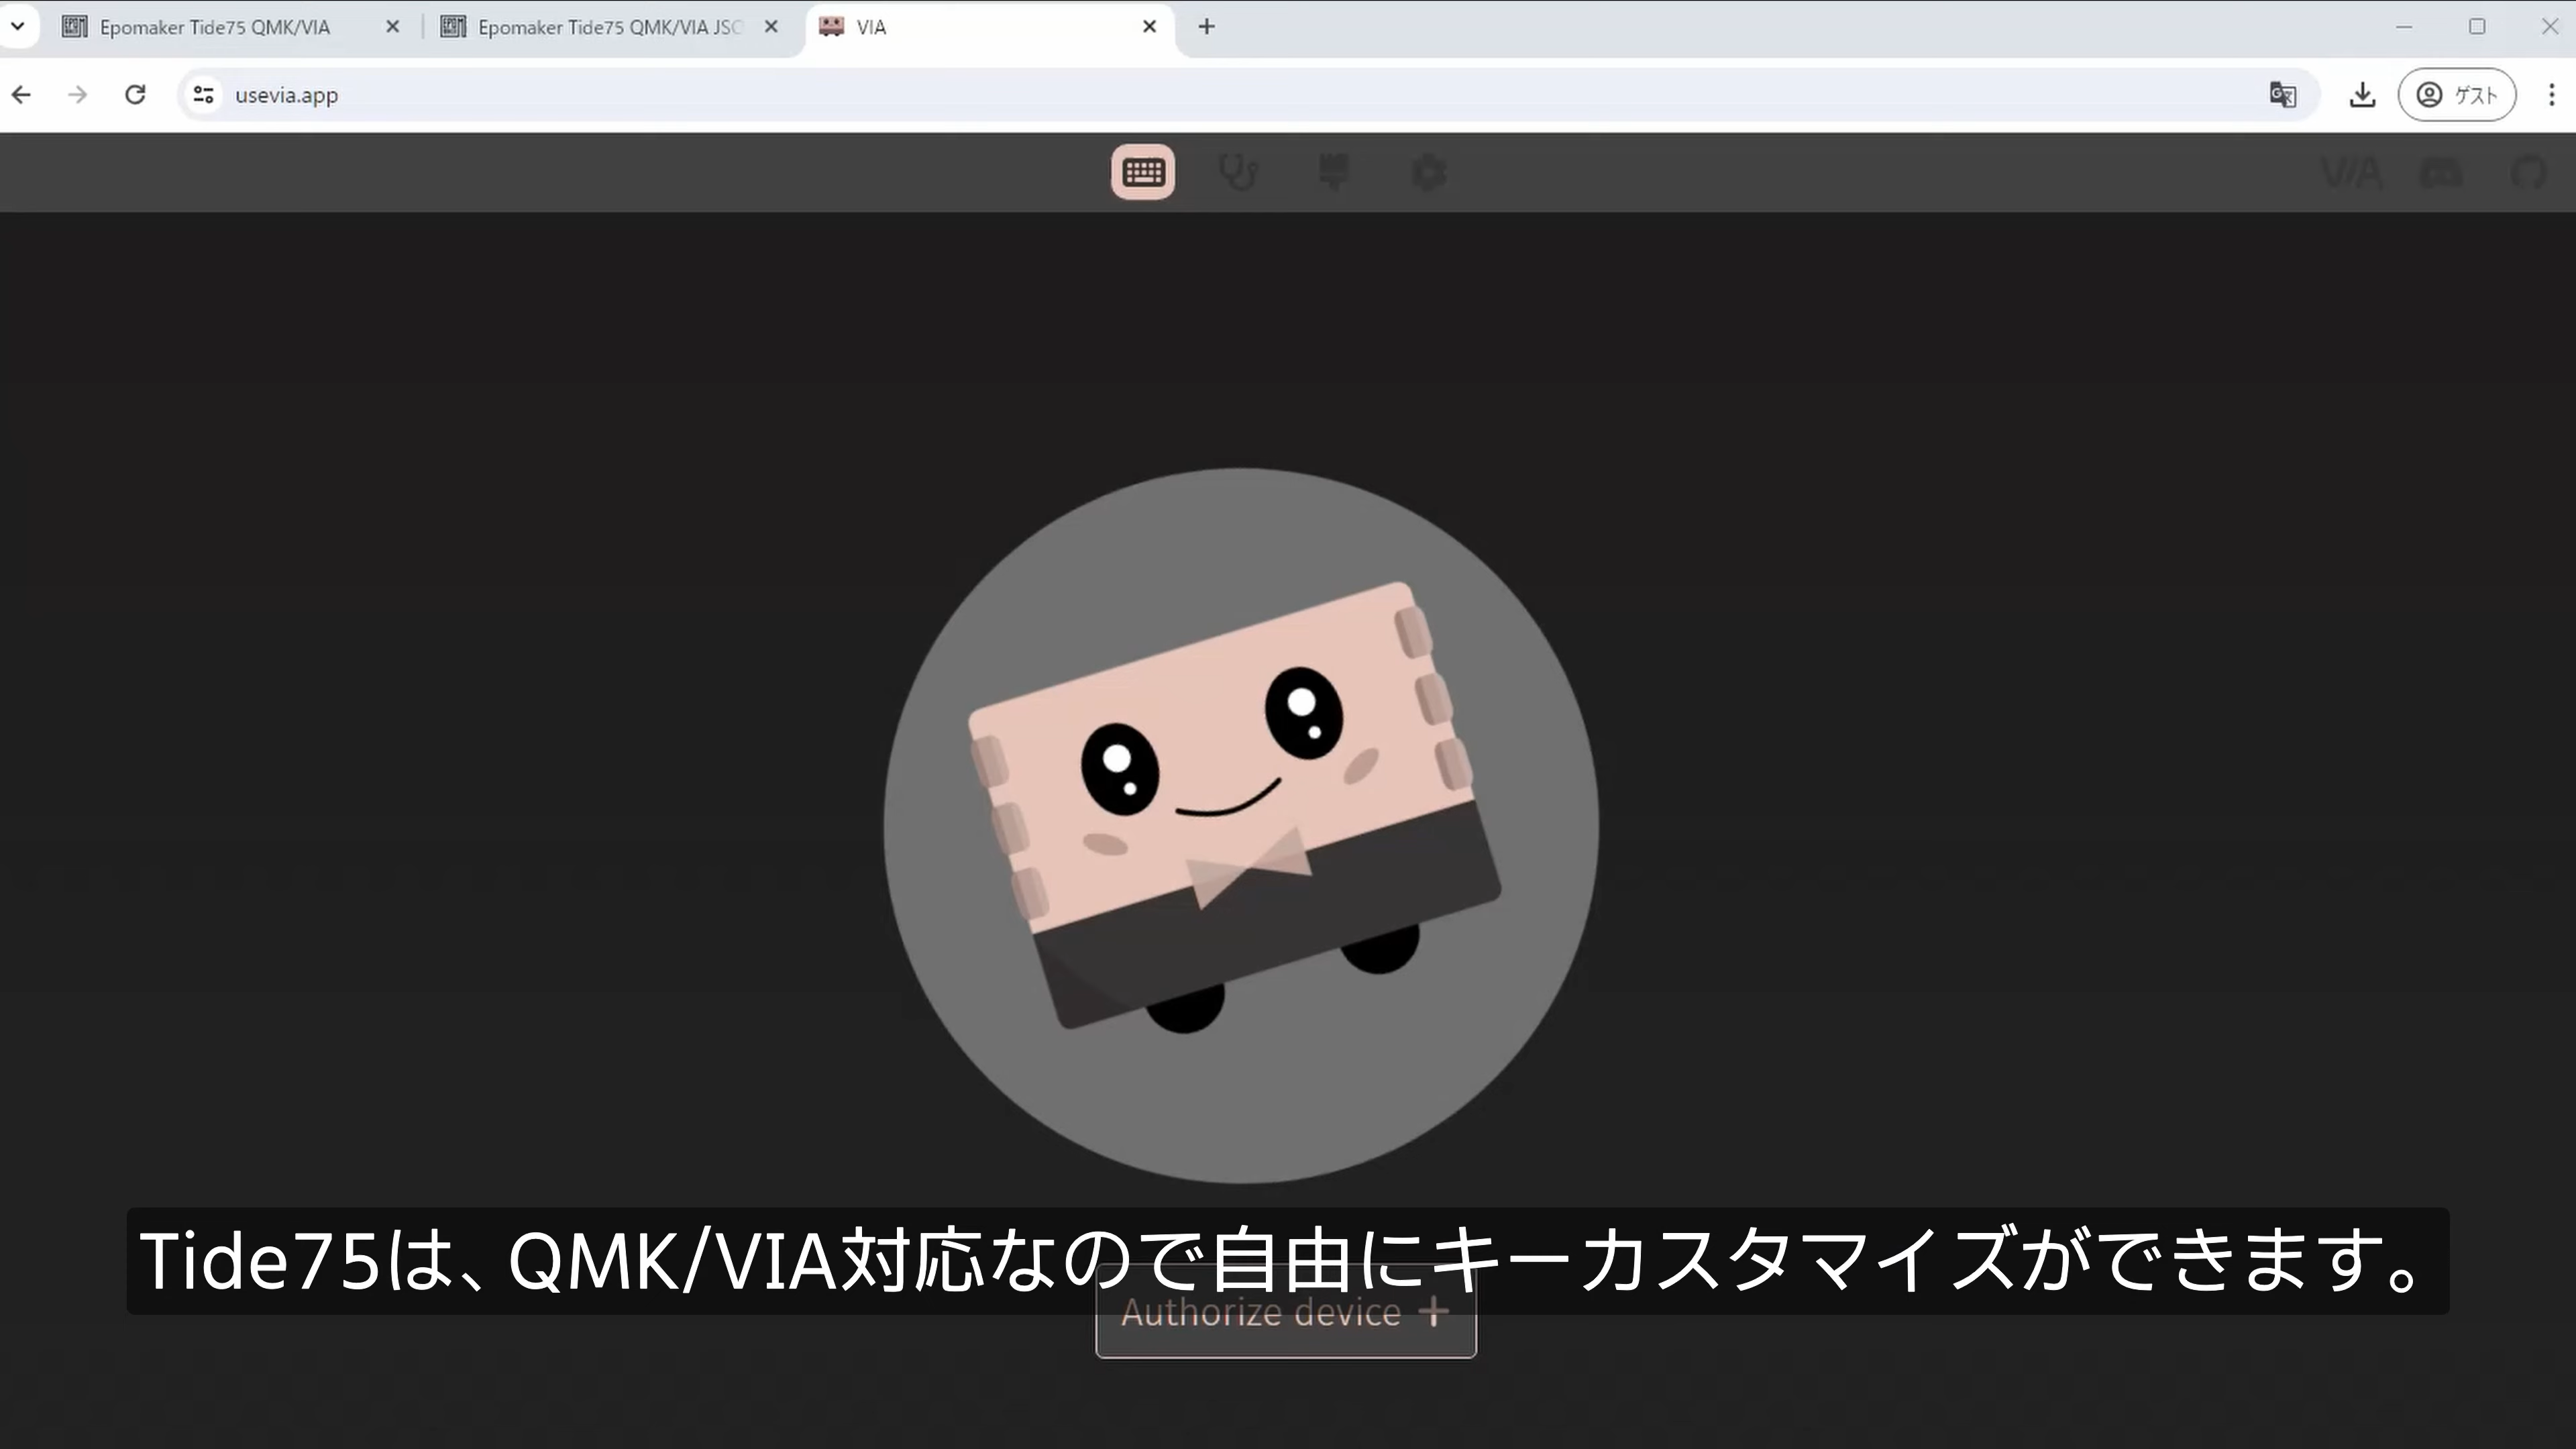 Epomaker Tide75 QMK/VIA
Epomaker Tide75 QMK/VIA JSO
VIA
usevia.app
ゲスト
VIA
Tide75は、QMK/VIA対応なので自由にキーカスタマイズができます。
Authorize device +